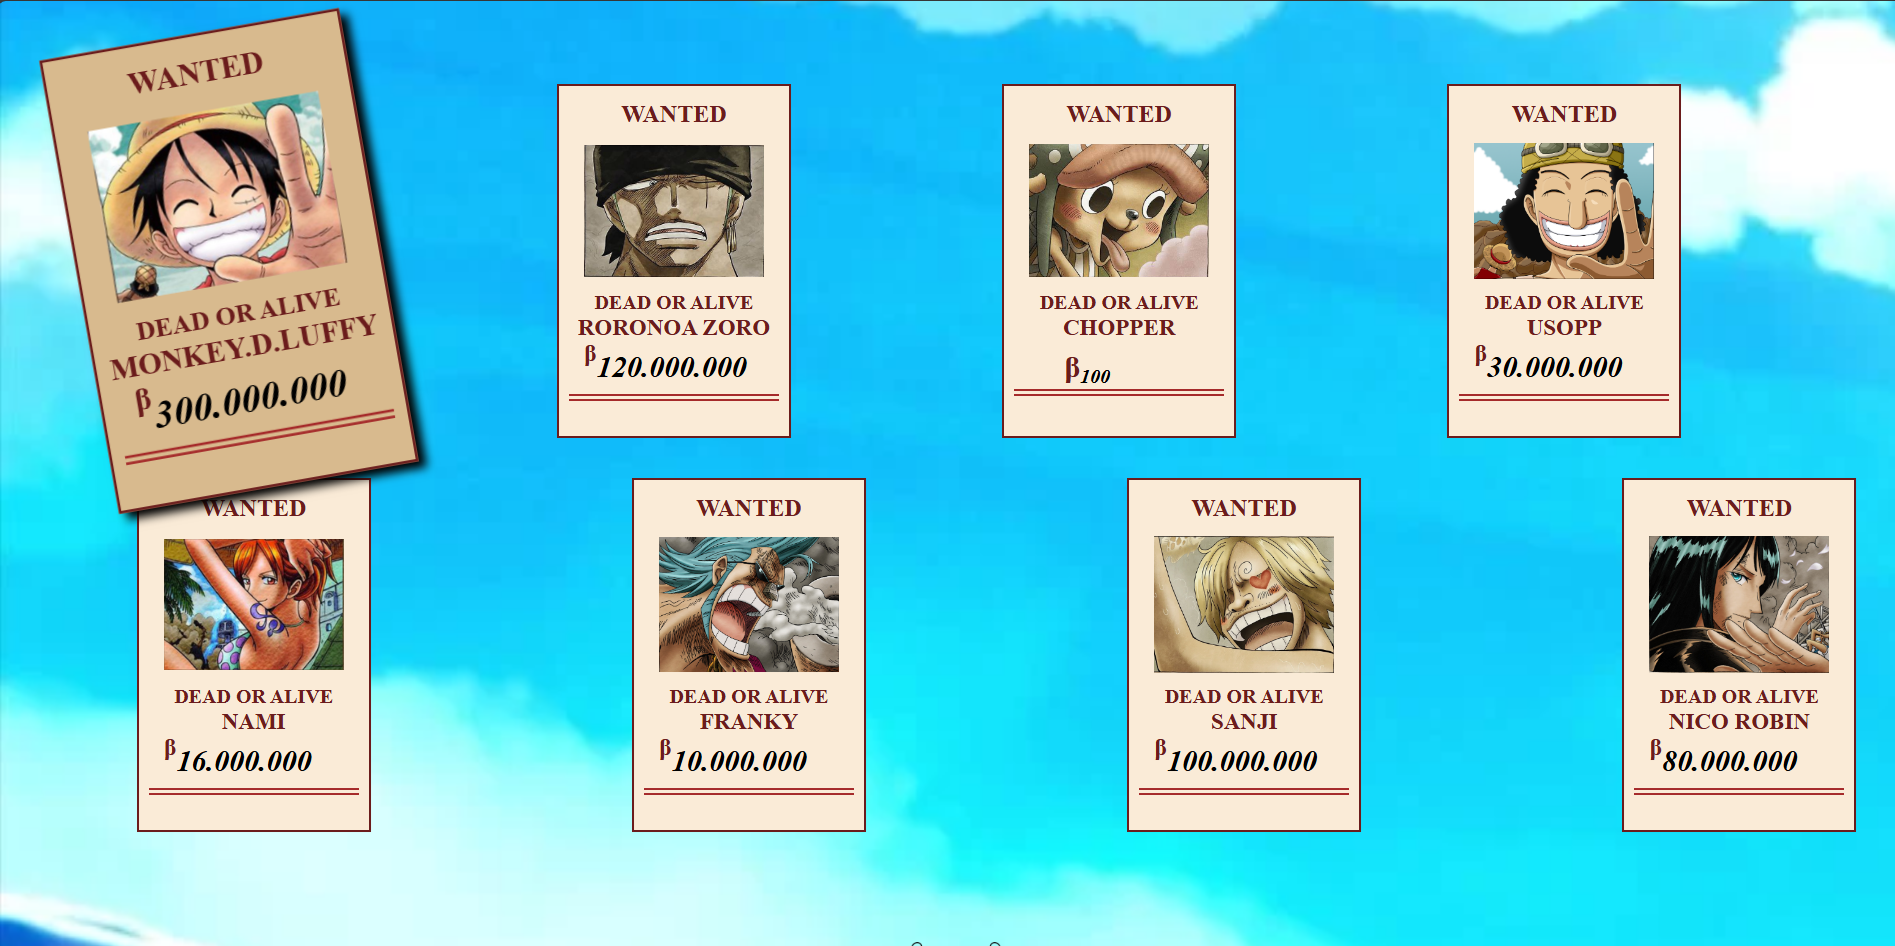 WANTED
DEAD OR ALIVE
MONKEY.D.LUFFY
β300.000.000
WANTED
DEAD OR ALIVE
RORONOA ZORO
β120.000.000
WANTED
DEAD OR ALIVE
CHOPPER
β100
WANTED
DEAD OR ALIVE
USOPP
β30.000.000
WANTED
DEAD OR ALIVE
NAMI
β16.000.000
WANTED
DEAD OR ALIVE
FRANKY
β10.000.000
WANTED
DEAD OR ALIVE
SANJI
β100.000.000
WANTED
DEAD OR ALIVE
NICO ROBIN
β80.000.000